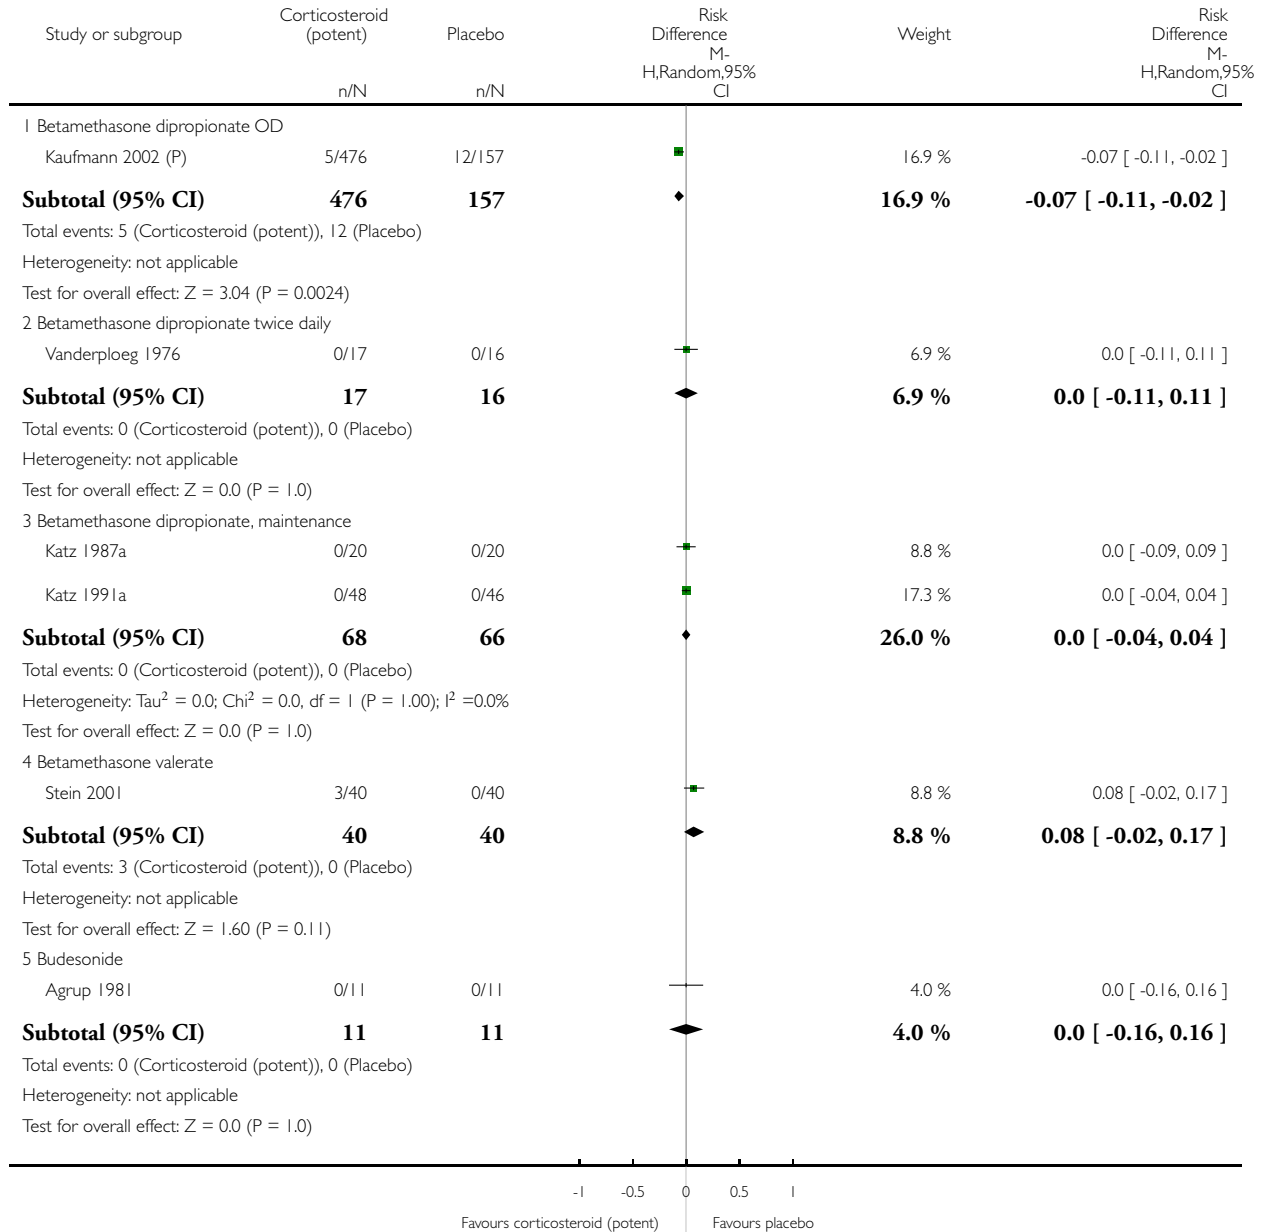 Study or subgroup Corticosteroid (potent) Placebo Risk Difference Weight Risk Difference
M-H,Random,95% CI M-H,Random,95% CI
n/N n/N
1 Betamethasone dipropionate OD
Kaufmann 2002 (P) 5/476 12/157 16.9 % -0.07 [ -0.11, -0.02 ]
Subtotal (95% CI) 476 157 16.9 % -0.07 [ -0.11, -0.02 ]
Total events: 5 (Corticosteroid (potent)), 12 (Placebo)
Heterogeneity: not applicable
Test for overall effect: Z = 3.04 (P = 0.0024)
2 Betamethasone dipropionate twice daily
Vanderploeg 1976 0/17 0/16 6.9 % 0.0 [ -0.11, 0.11 ]
Subtotal (95% CI) 17 16 6.9 % 0.0 [ -0.11, 0.11 ]
Total events: 0 (Corticosteroid (potent)), 0 (Placebo)
Heterogeneity: not applicable
Test for overall effect: Z = 0.0 (P = 1.0)
3 Betamethasone dipropionate, maintenance
Katz 1987a 0/20 0/20 8.8 % 0.0 [ -0.09, 0.09 ]
Katz 1991a 0/48 0/46 17.3 % 0.0 [ -0.04, 0.04 ]
Subtotal (95% CI) 68 66 26.0 % 0.0 [ -0.04, 0.04 ]
Total events: 0 (Corticosteroid (potent)), 0 (Placebo)
Heterogeneity: Tau² = 0.0; Chi² = 0.0, df = 1 (P = 1.00); I² =0.0%
Test for overall effect: Z = 0.0 (P = 1.0)
4 Betamethasone valerate
Stein 2001 3/40 0/40 8.8 % 0.08 [ -0.02, 0.17 ]
Subtotal (95% CI) 40 40 8.8 % 0.08 [ -0.02, 0.17 ]
Total events: 3 (Corticosteroid (potent)), 0 (Placebo)
Heterogeneity: not applicable
Test for overall effect: Z = 1.60 (P = 0.11)
5 Budesonide
Agrup 1981 0/11 0/11 4.0 % 0.0 [ -0.16, 0.16 ]
Subtotal (95% CI) 11 11 4.0 % 0.0 [ -0.16, 0.16 ]
Total events: 0 (Corticosteroid (potent)), 0 (Placebo)
Heterogeneity: not applicable
Test for overall effect: Z = 0.0 (P = 1.0)
-1 -0.5 0 0.5 1
Favours corticosteroid (potent) Favours placebo